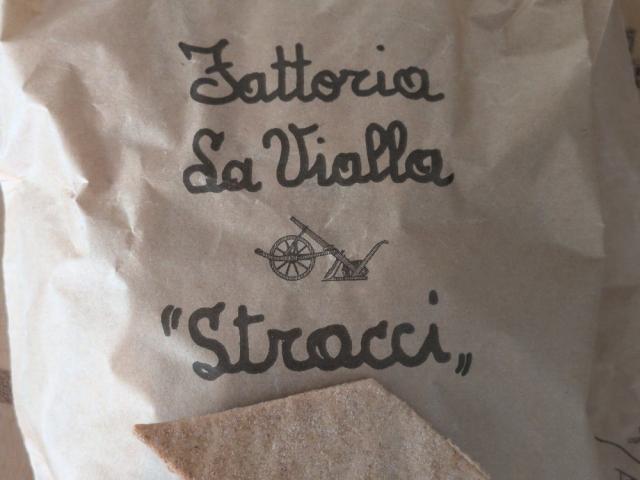 Fattoria
La Vialla
"Stracci„